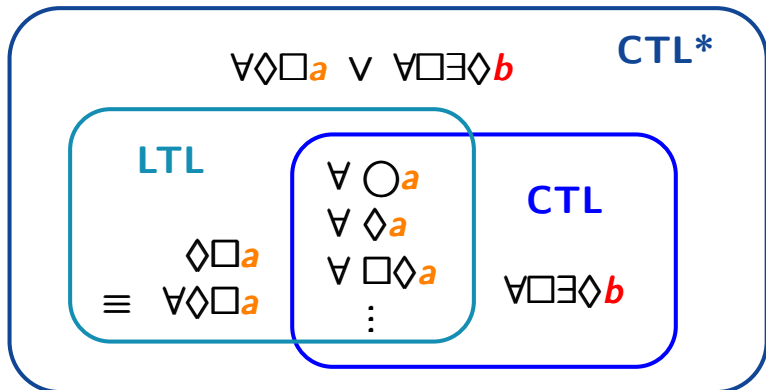 CTL*
∀◇□a ∨ ∀□∃◇b
LTL
∀ ○a
∀ ◇a
∀ □◇a
⋮
CTL
◇□a
≡ ∀◇□a
∀□∃◇b